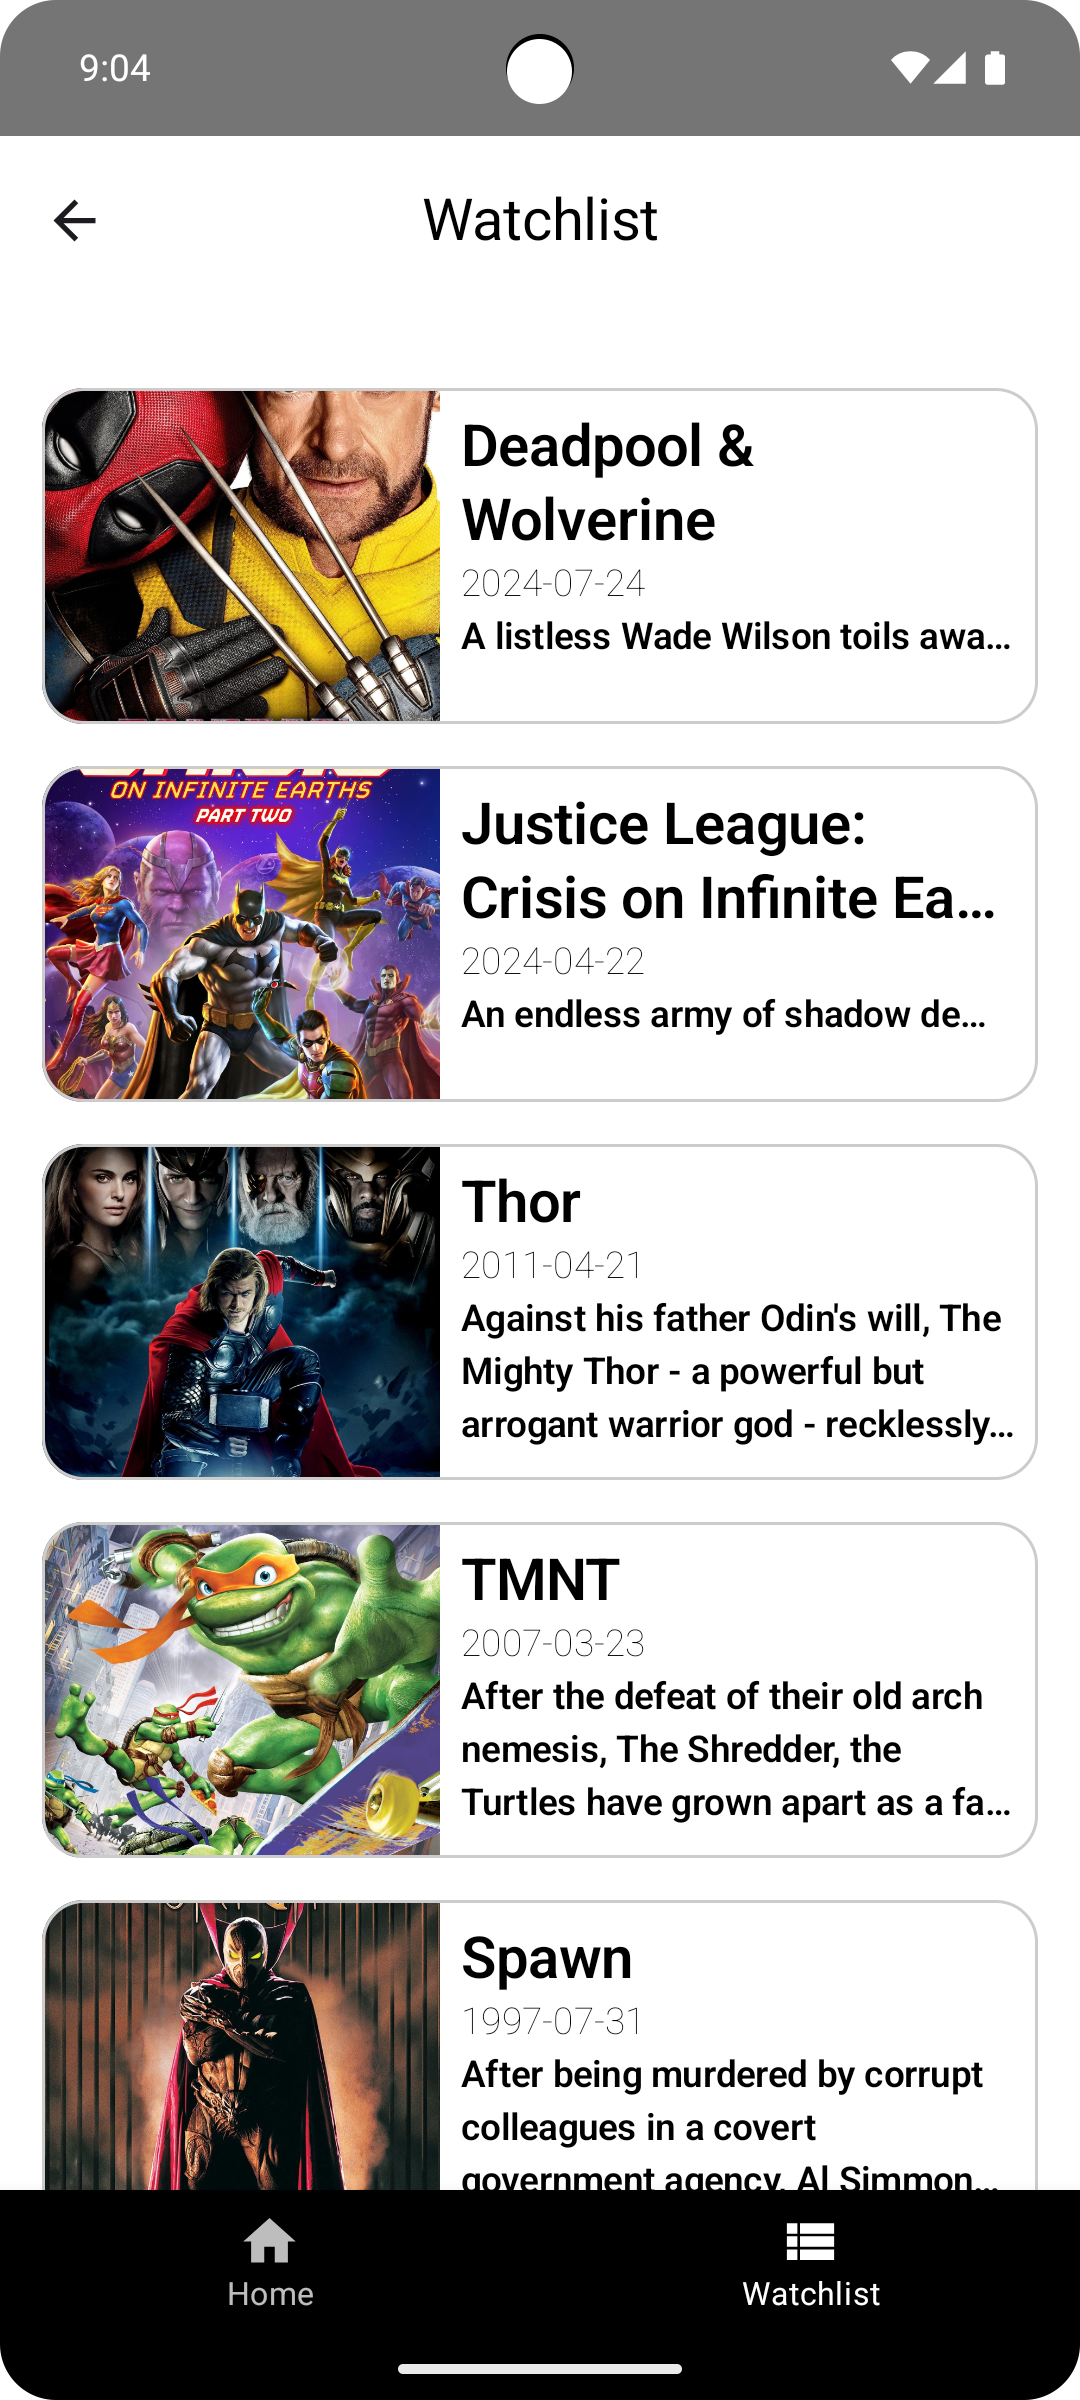 9:04
Watchlist
Deadpool &
Wolverine
2024-07-24
A listless Wade Wilson toils awa...
ON INFINITE EARTHS
PART TWO
Justice League:
Crisis on Infinite Ea...
2024-04-22
An endless army of shadow de...
Thor
2011-04-21
Against his father Odin's will, The
Mighty Thor - a powerful but
arrogant warrior god - recklessly...
TMNT
2007-03-23
After the defeat of their old arch
nemesis, The Shredder, the
Turtles have grown apart as a fa...
Spawn
1997-07-31
After being murdered by corrupt
colleagues in a covert
government agency, Al Simmon...
Home
Watchlist